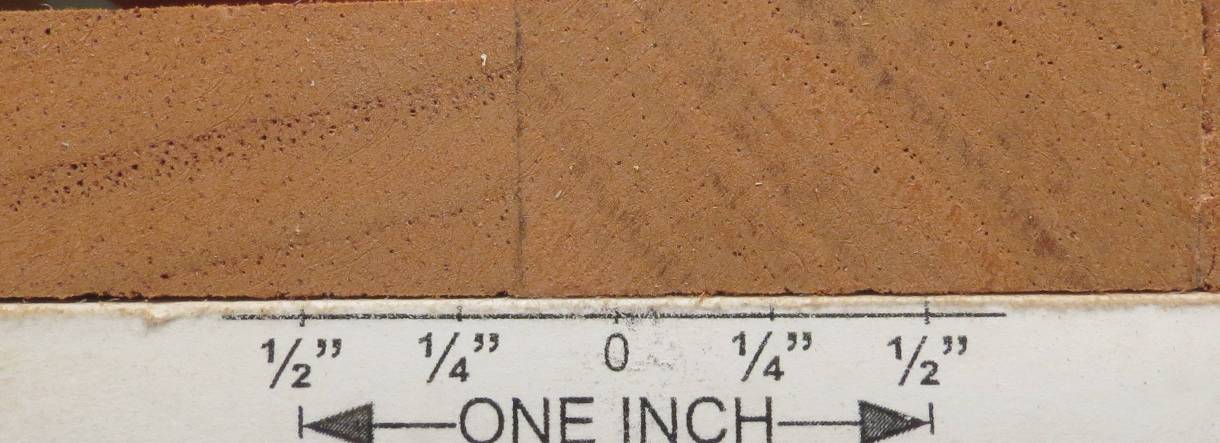 ½” ¼” 0 ¼” ½”
ONE INCH